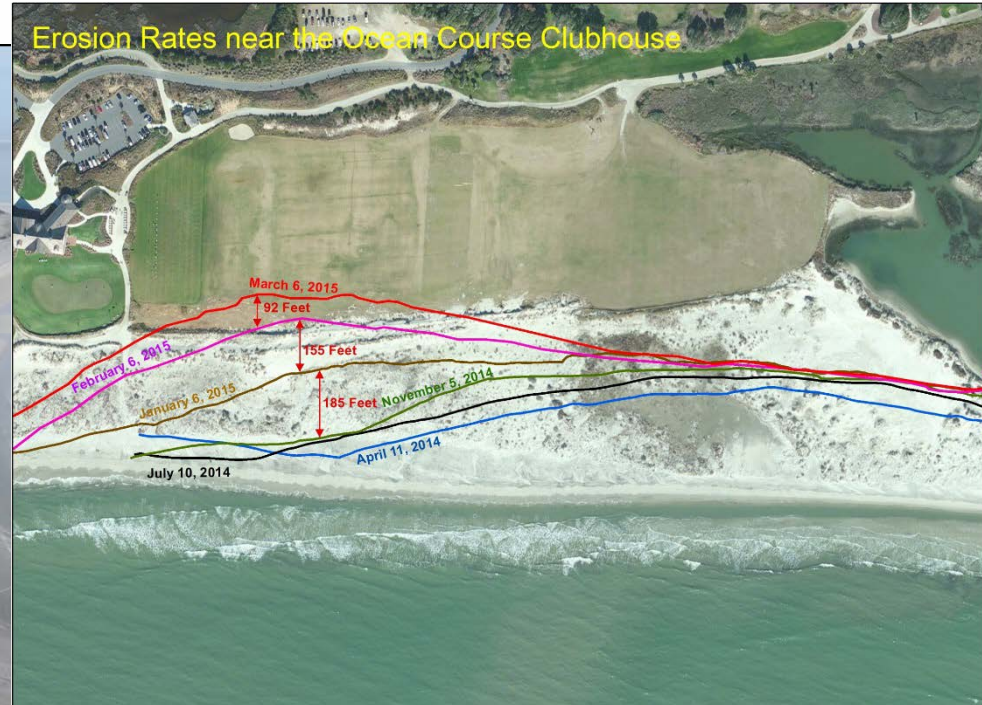 Erosion Rates near the Ocean Course Clubhouse
March 6, 2015
92 Feet
February 6, 2015
155 Feet
January 6, 2015
185 Feet
November 5, 2014
April 11, 2014
July 10, 2014